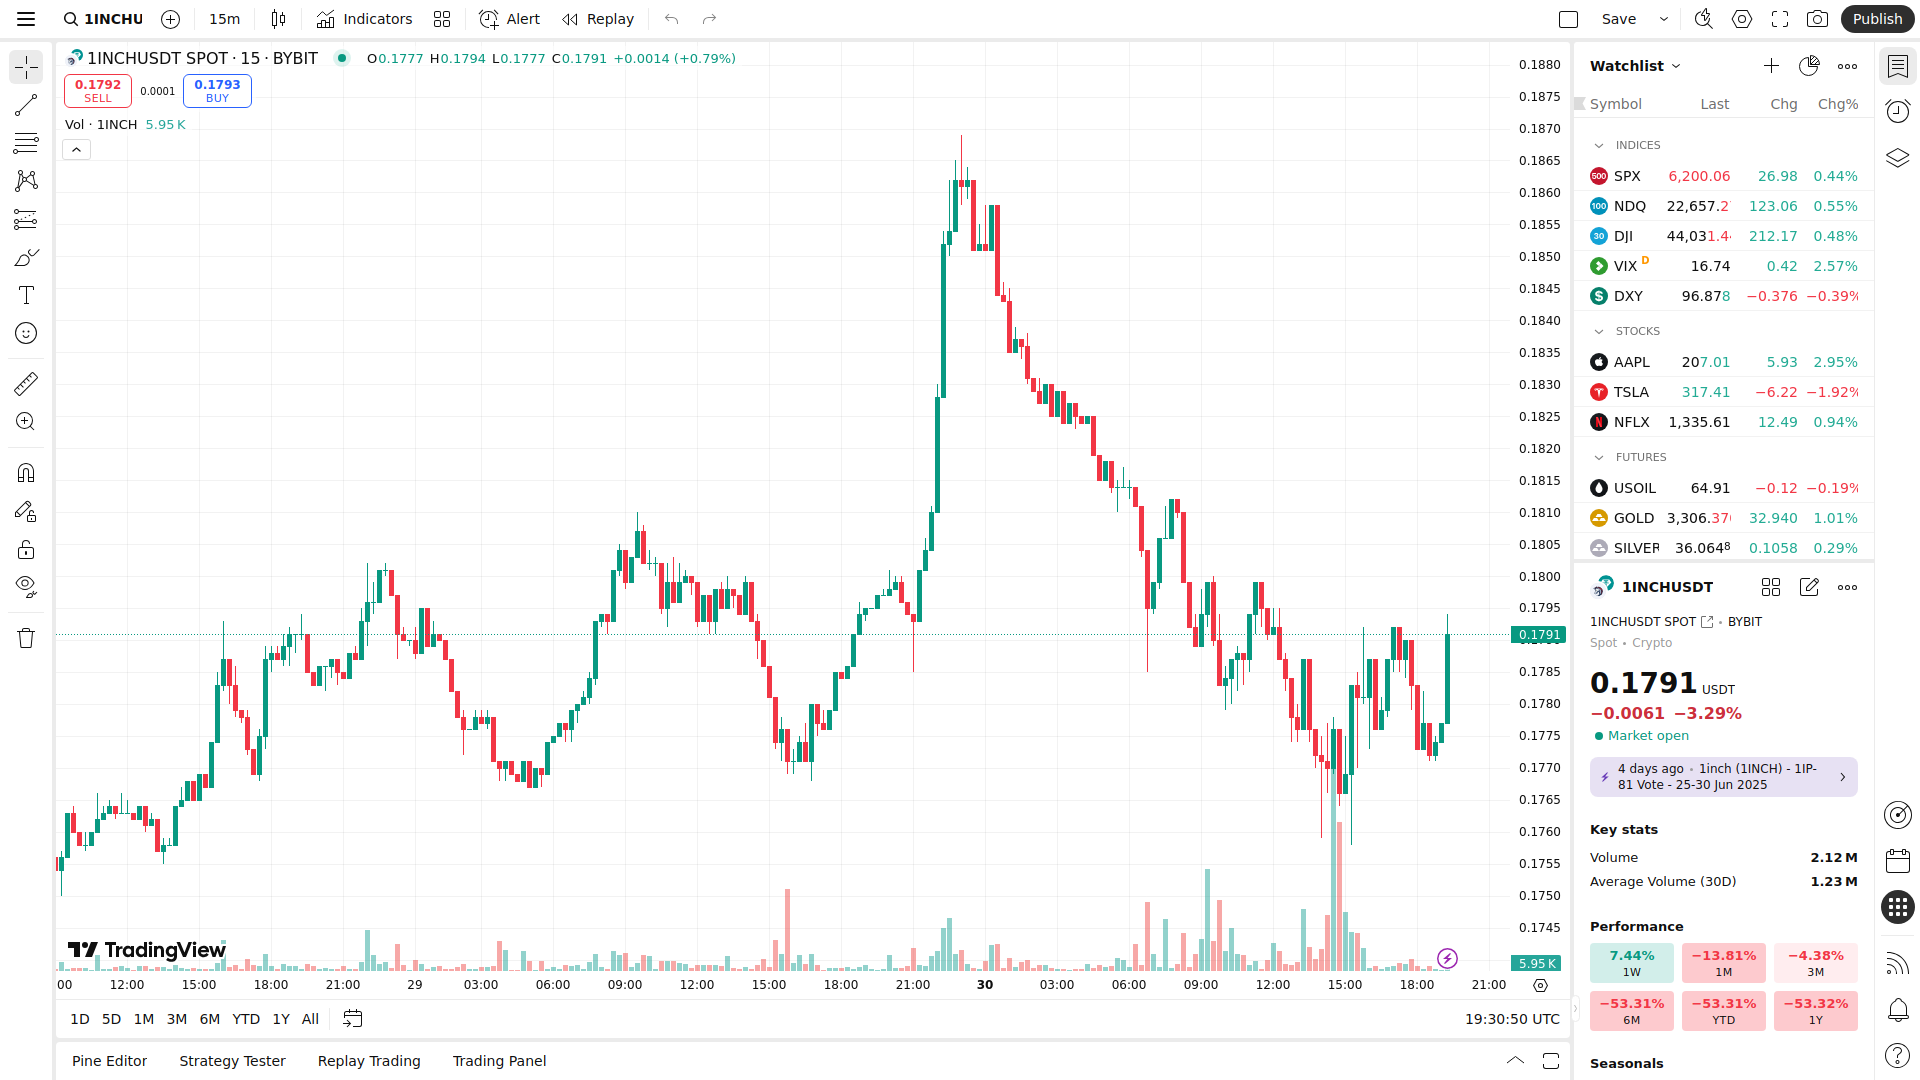 1INCHU
15m
Indicators
Alert
Replay
Save
Publish
1INCHUSDT SPOT · 15 · BYBIT
O0.1777 H0.1794 L0.1777 C0.1791 +0.0014 (+0.79%)
0.1792
SELL
0.0001
0.1793
BUY
Vol · 1INCH 5.95 K
0.1880
0.1875
0.1870
0.1865
0.1860
0.1855
0.1850
0.1845
0.1840
0.1835
0.1830
0.1825
0.1820
0.1815
0.1810
0.1805
0.1800
0.1795
0.1791
0.1785
0.1780
0.1775
0.1770
0.1765
0.1760
0.1755
0.1750
0.1745
5.95 K
TradingView
00 12:00 15:00 18:00 21:00 29 03:00 06:00 09:00 12:00 15:00 18:00 21:00 30 03:00 06:00 09:00 12:00 15:00 18:00 21:00
1D 5D 1M 3M 6M YTD 1Y All
19:30:50 UTC
Pine Editor Strategy Tester Replay Trading Trading Panel
Watchlist
Symbol Last Chg Chg%
INDICES
500 SPX 6,200.06 26.98 0.44%
100 NDQ 22,657.2 123.06 0.55%
30 DJI 44,031.4 212.17 0.48%
VIX D 16.74 0.42 2.57%
$ DXY 96.878 −0.376 −0.39%
STOCKS
AAPL 207.01 5.93 2.95%
TSLA 317.41 −6.22 −1.92%
N NFLX 1,335.61 12.49 0.94%
FUTURES
USOIL 64.91 −0.12 −0.19%
GOLD 3,306.37 32.940 1.01%
SILVER 36.0648 0.1058 0.29%
1INCHUSDT
1INCHUSDT SPOT • BYBIT
Spot • Crypto
0.1791 USDT
−0.0061 −3.29%
Market open
4 days ago • 1inch (1INCH) - 1IP-
81 Vote - 25-30 Jun 2025
Key stats
Volume 2.12 M
Average Volume (30D) 1.23 M
Performance
7.44% −13.81% −4.38%
1W 1M 3M
−53.31% −53.31% −53.32%
6M YTD 1Y
Seasonals